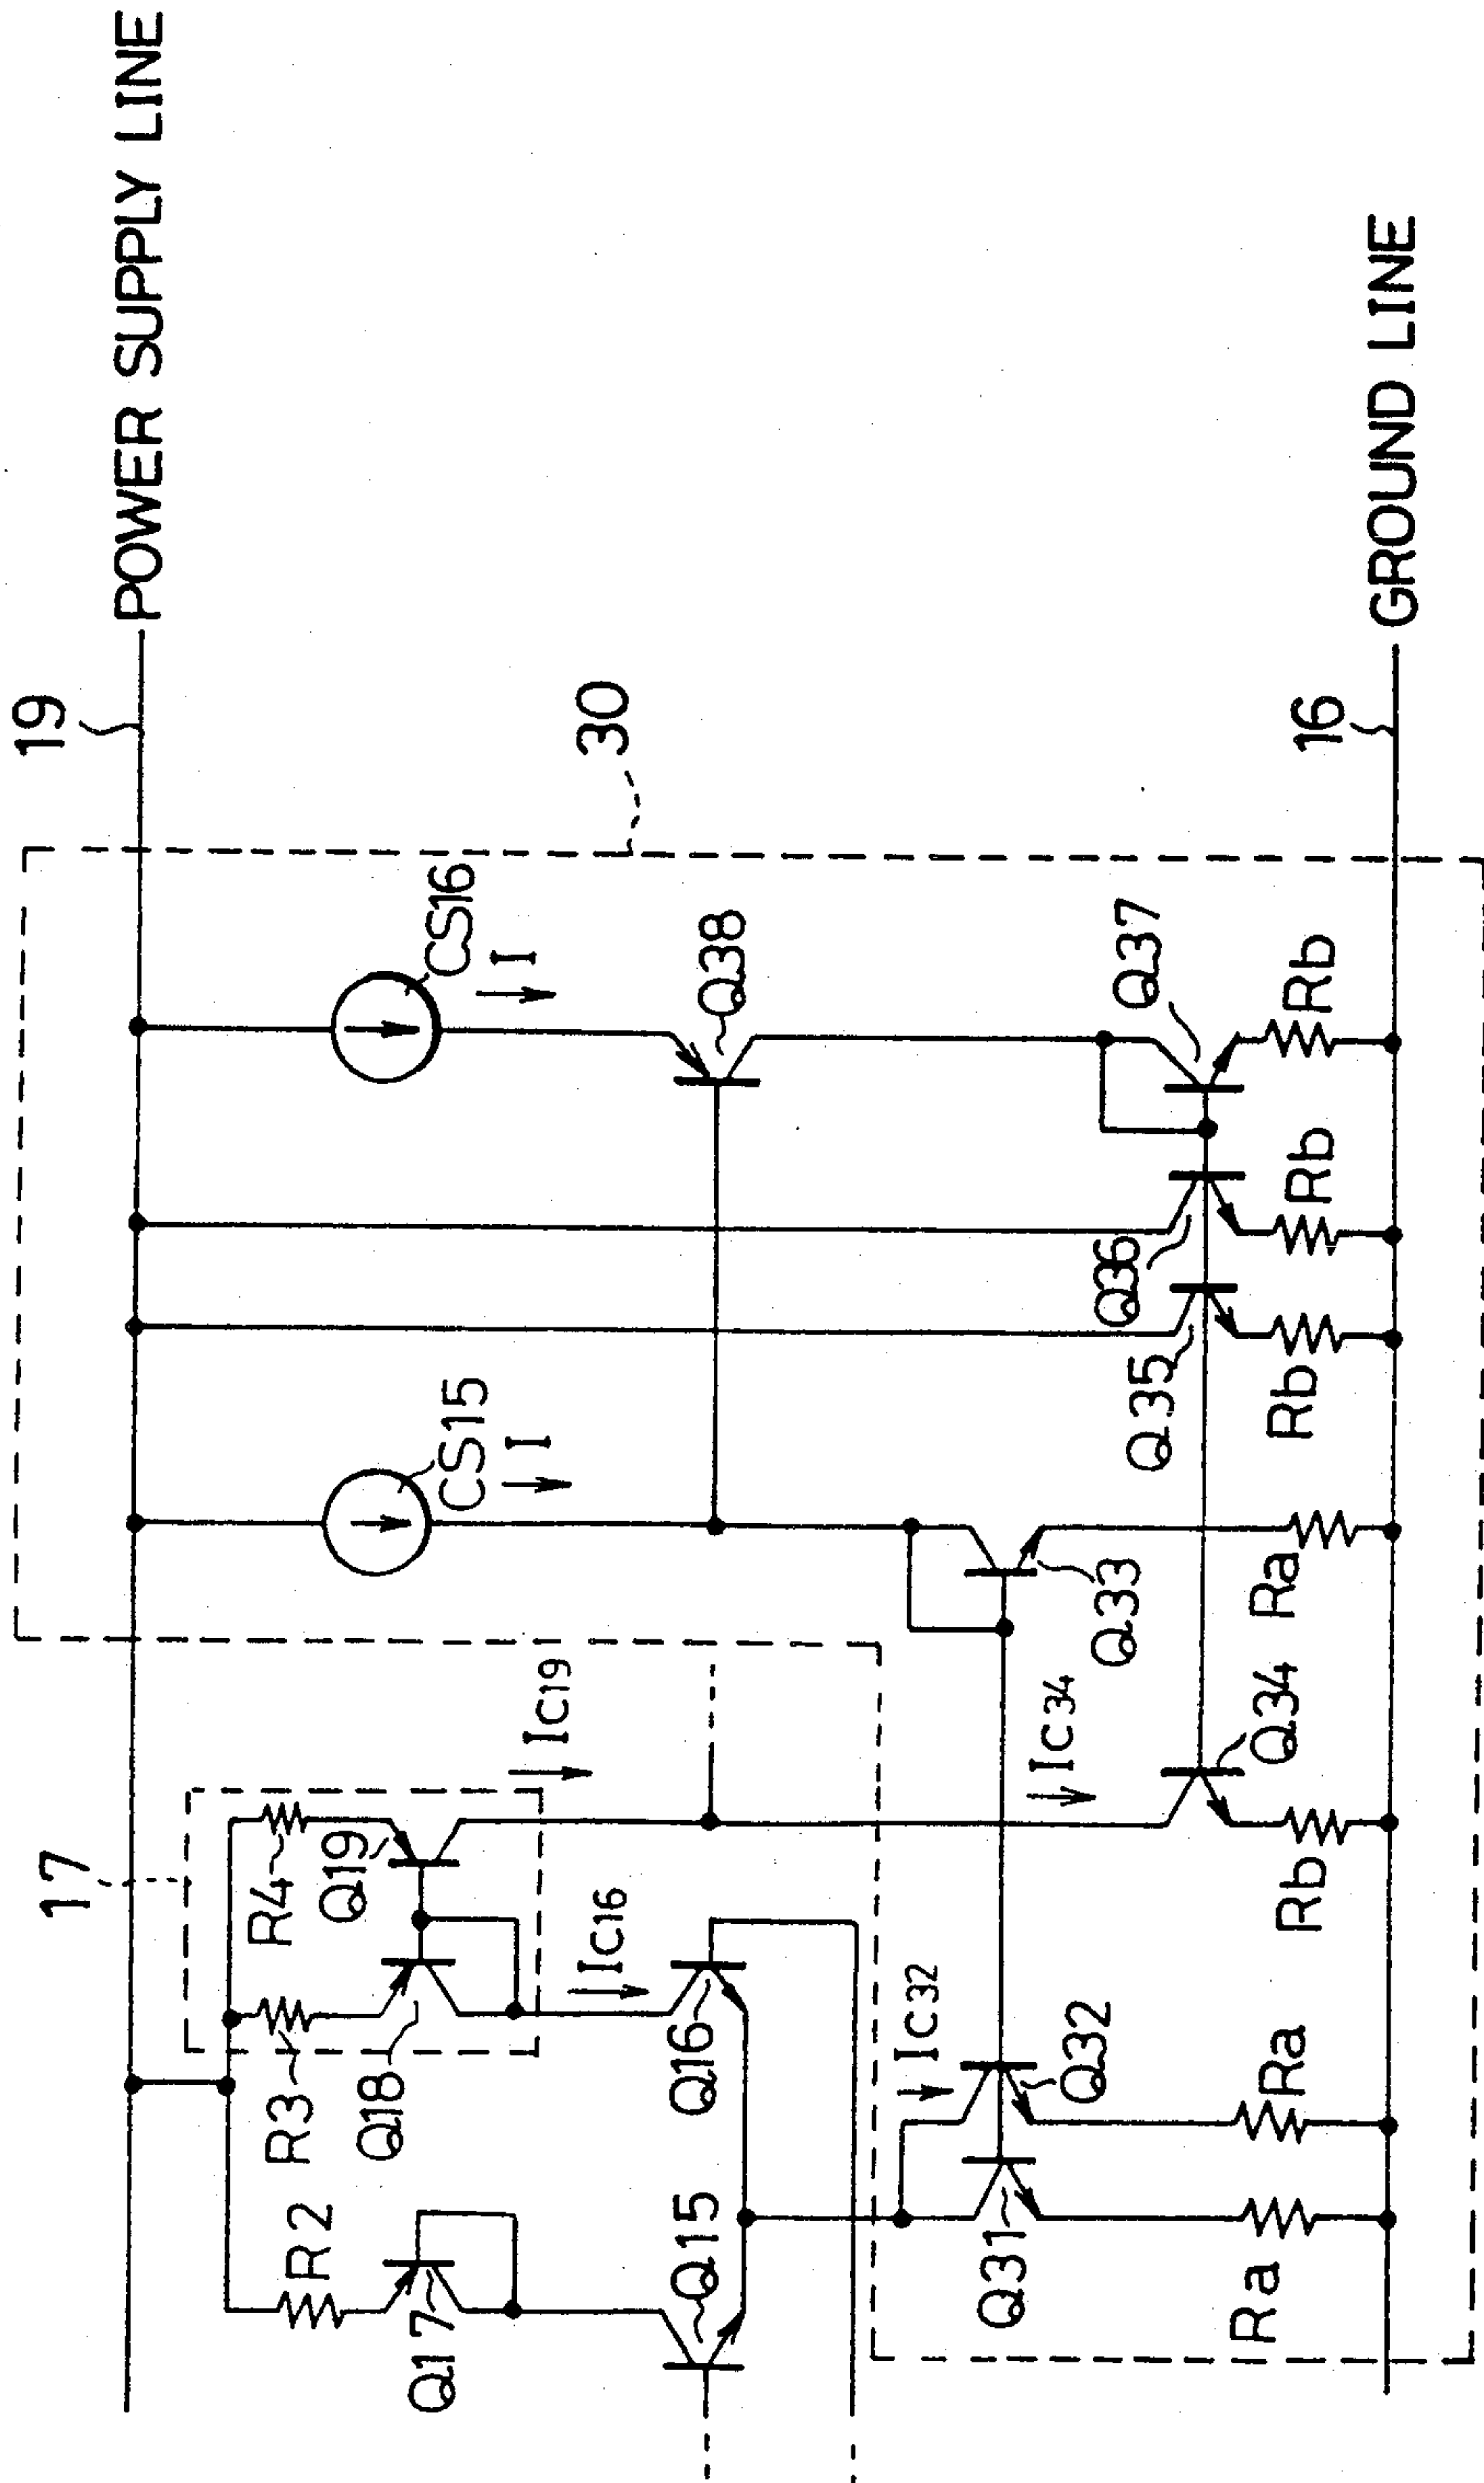 19
POWER SUPPLY LINE
17
R4
R3
R2
Q19
Q18
Q17
IC19
IC16
CS15
I
CS16
I
30
Q15
Q16
Q38
IC32
IC34
Q31
Q32
Q33
Q34
Q35
Q36
Q37
Ra
Ra
Rb
Ra
Rb
Rb
Rb
16
GROUND LINE